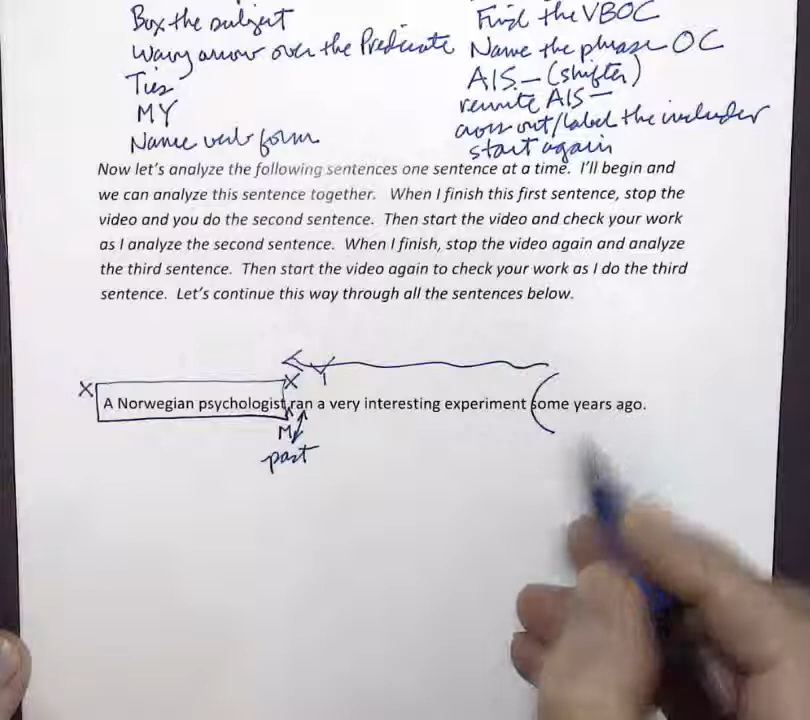 Box the subject
Wavy arrow over the Predicate
Ties
MY
Name verb form
Find the VBOC
Name the phrase OC
AIS – (shifter)
rewrite AIS –
cross out/label the includer
start again
Now let's analyze the following sentences one sentence at a time. I'll begin and
we can analyze this sentence together. When I finish this first sentence, stop the
video and you do the second sentence. Then start the video and check your work
as I analyze the second sentence. When I finish, stop the video again and analyze
the third sentence. Then start the video again to check your work as I do the third
sentence. Let's continue this way through all the sentences below.
X X Y
A Norwegian psychologist ran a very interesting experiment some years ago.
M
past